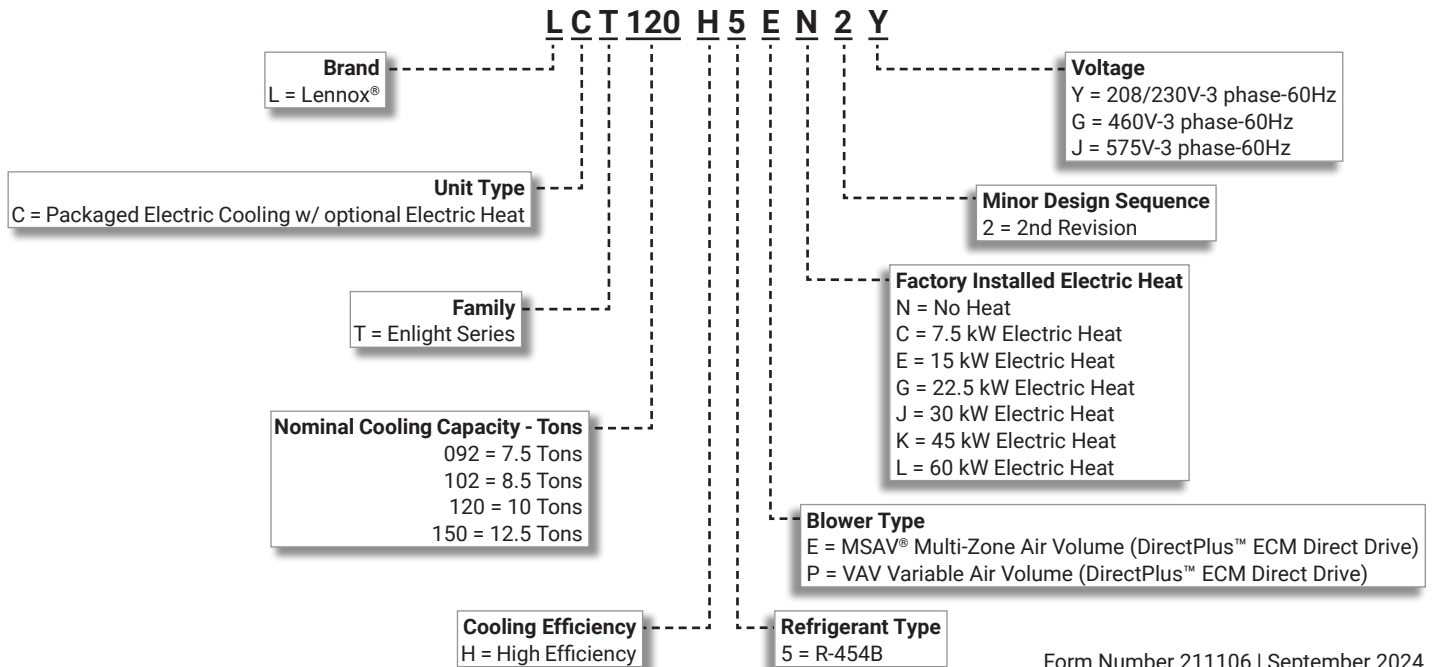 L C T 120 H 5 E N 2 Y
Brand
L = Lennox®
Voltage
Y = 208/230V-3 phase-60Hz
G = 460V-3 phase-60Hz
J = 575V-3 phase-60Hz
Unit Type
C = Packaged Electric Cooling w/ optional Electric Heat
Minor Design Sequence
2 = 2nd Revision
Family
T = Enlight Series
Factory Installed Electric Heat
N = No Heat
C = 7.5 kW Electric Heat
E = 15 kW Electric Heat
G = 22.5 kW Electric Heat
J = 30 kW Electric Heat
K = 45 kW Electric Heat
L = 60 kW Electric Heat
Nominal Cooling Capacity - Tons
092 = 7.5 Tons
102 = 8.5 Tons
120 = 10 Tons
150 = 12.5 Tons
Blower Type
E = MSAV® Multi-Zone Air Volume (DirectPlus™ ECM Direct Drive)
P = VAV Variable Air Volume (DirectPlus™ ECM Direct Drive)
Cooling Efficiency
H = High Efficiency
Refrigerant Type
5 = R-454B
Form Number 211106 | September 2024